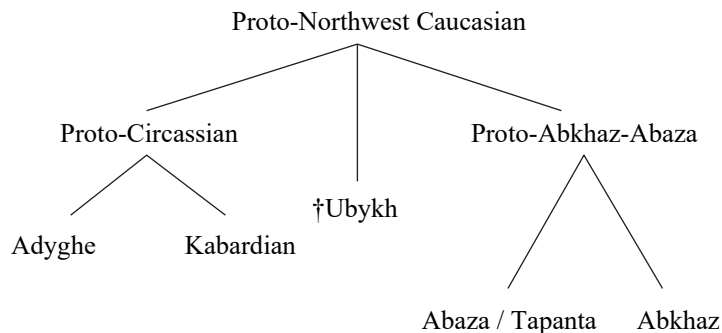 Proto-Northwest Caucasian
Proto-Circassian
Proto-Abkhaz-Abaza
†Ubykh
Adyghe
Kabardian
Abaza / Tapanta
Abkhaz